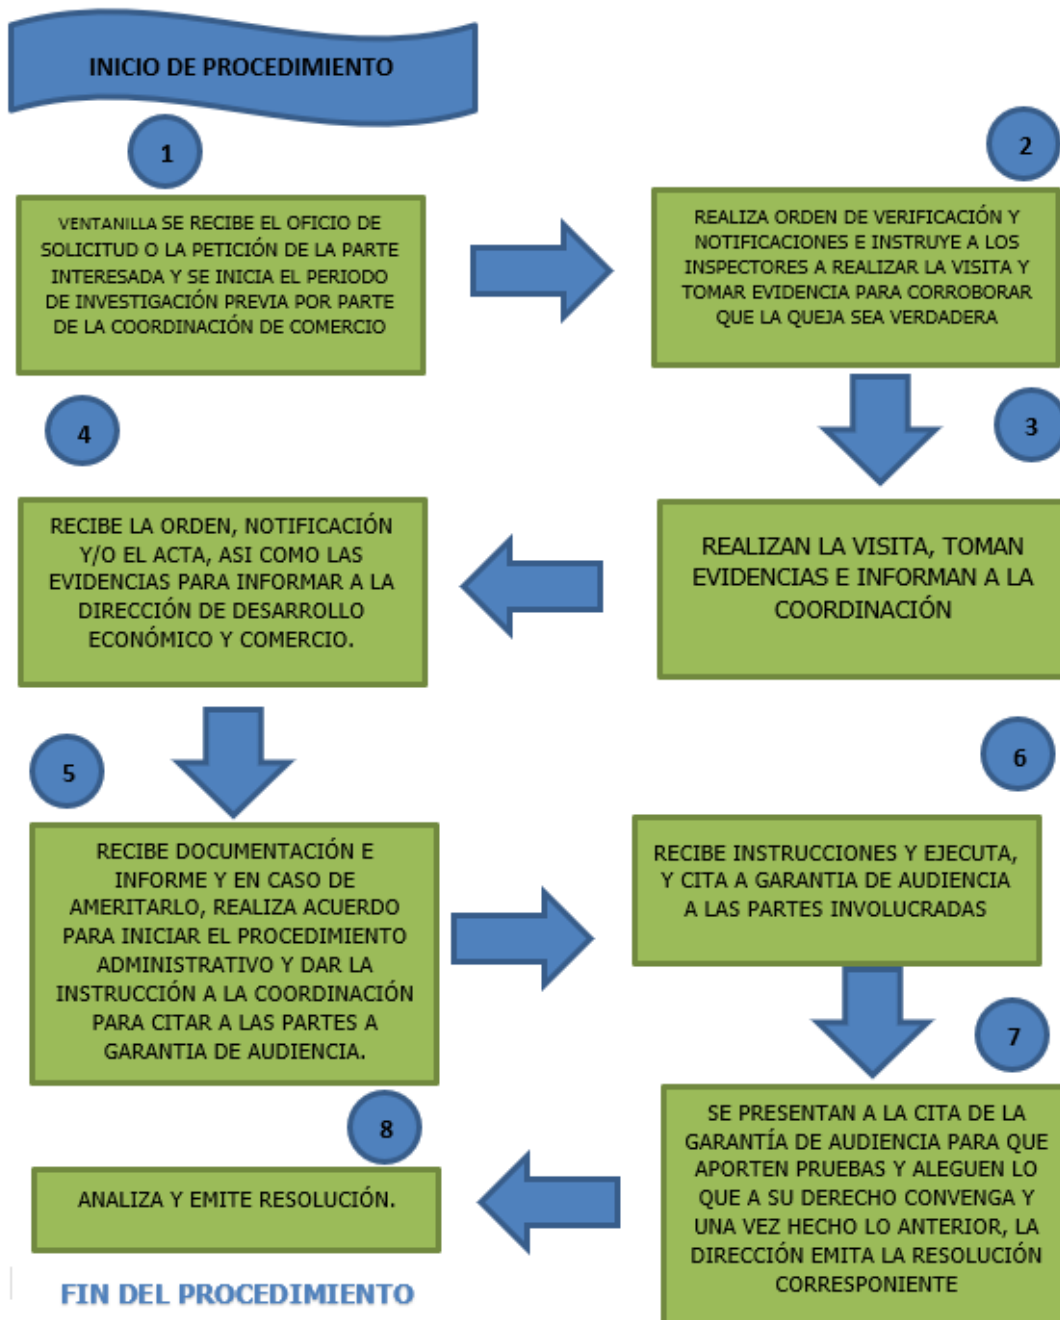 INICIO DE PROCEDIMIENTO
1
VENTANILLA SE RECIBE EL OFICIO DE
SOLICITUD O LA PETICIÓN DE LA PARTE
INTERESADA Y SE INICIA EL PERIODO
DE INVESTIGACIÓN PREVIA POR PARTE
DE LA COORDINACIÓN DE COMERCIO
2
REALIZA ORDEN DE VERIFICACIÓN Y
NOTIFICACIONES E INSTRUYE A LOS
INSPECTORES A REALIZAR LA VISITA Y
TOMAR EVIDENCIA PARA CORROBORAR
QUE LA QUEJA SEA VERDADERA
3
REALIZAN LA VISITA, TOMAN
EVIDENCIAS E INFORMAN A LA
COORDINACIÓN
4
RECIBE LA ORDEN, NOTIFICACIÓN
Y/O EL ACTA, ASI COMO LAS
EVIDENCIAS PARA INFORMAR A LA
DIRECCIÓN DE DESARROLLO
ECONÓMICO Y COMERCIO.
5
RECIBE DOCUMENTACIÓN E
INFORME Y EN CASO DE
AMERITARLO, REALIZA ACUERDO
PARA INICIAR EL PROCEDIMIENTO
ADMINISTRATIVO Y DAR LA
INSTRUCCIÓN A LA COORDINACIÓN
PARA CITAR A LAS PARTES A
GARANTIA DE AUDIENCIA.
6
RECIBE INSTRUCCIONES Y EJECUTA,
Y CITA A GARANTIA DE AUDIENCIA
A LAS PARTES INVOLUCRADAS
7
SE PRESENTAN A LA CITA DE LA
GARANTÍA DE AUDIENCIA PARA QUE
APORTEN PRUEBAS Y ALEGUEN LO
QUE A SU DERECHO CONVENGA Y
UNA VEZ HECHO LO ANTERIOR, LA
DIRECCIÓN EMITA LA RESOLUCIÓN
CORRESPONIENTE
8
ANALIZA Y EMITE RESOLUCIÓN.
FIN DEL PROCEDIMIENTO